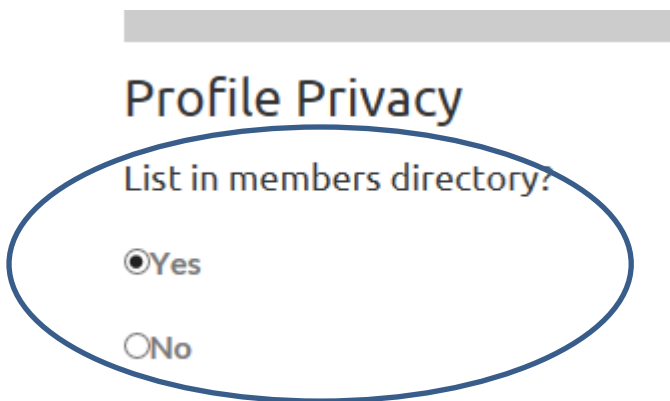 Profile Privacy
List in members directory?
Yes
No